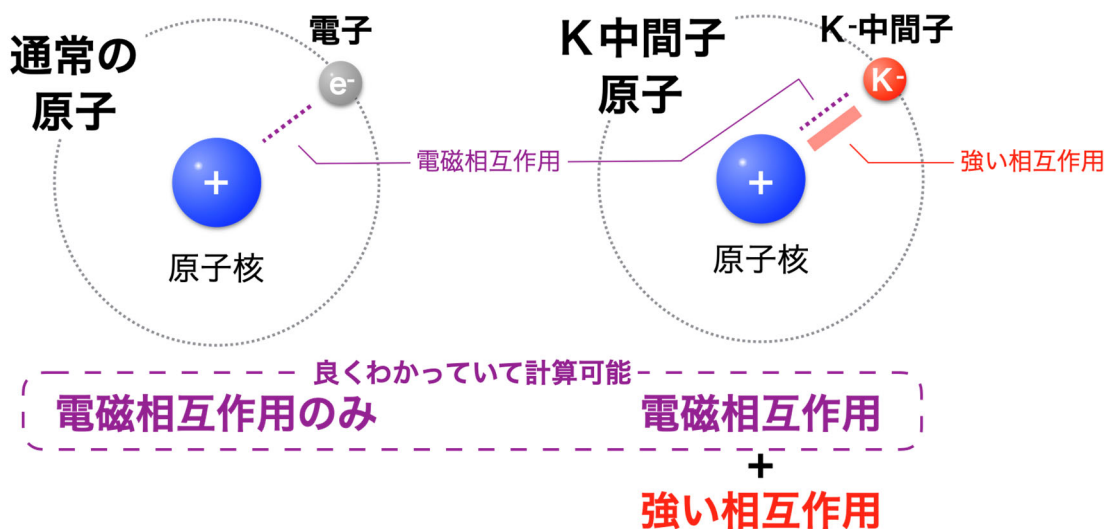 通常の
原子
電子
e-
+
原子核
電磁相互作用
K中間子
原子
K-中間子
K-
+
原子核
強い相互作用
良くわかっていて計算可能
電磁相互作用のみ
電磁相互作用
+
強い相互作用